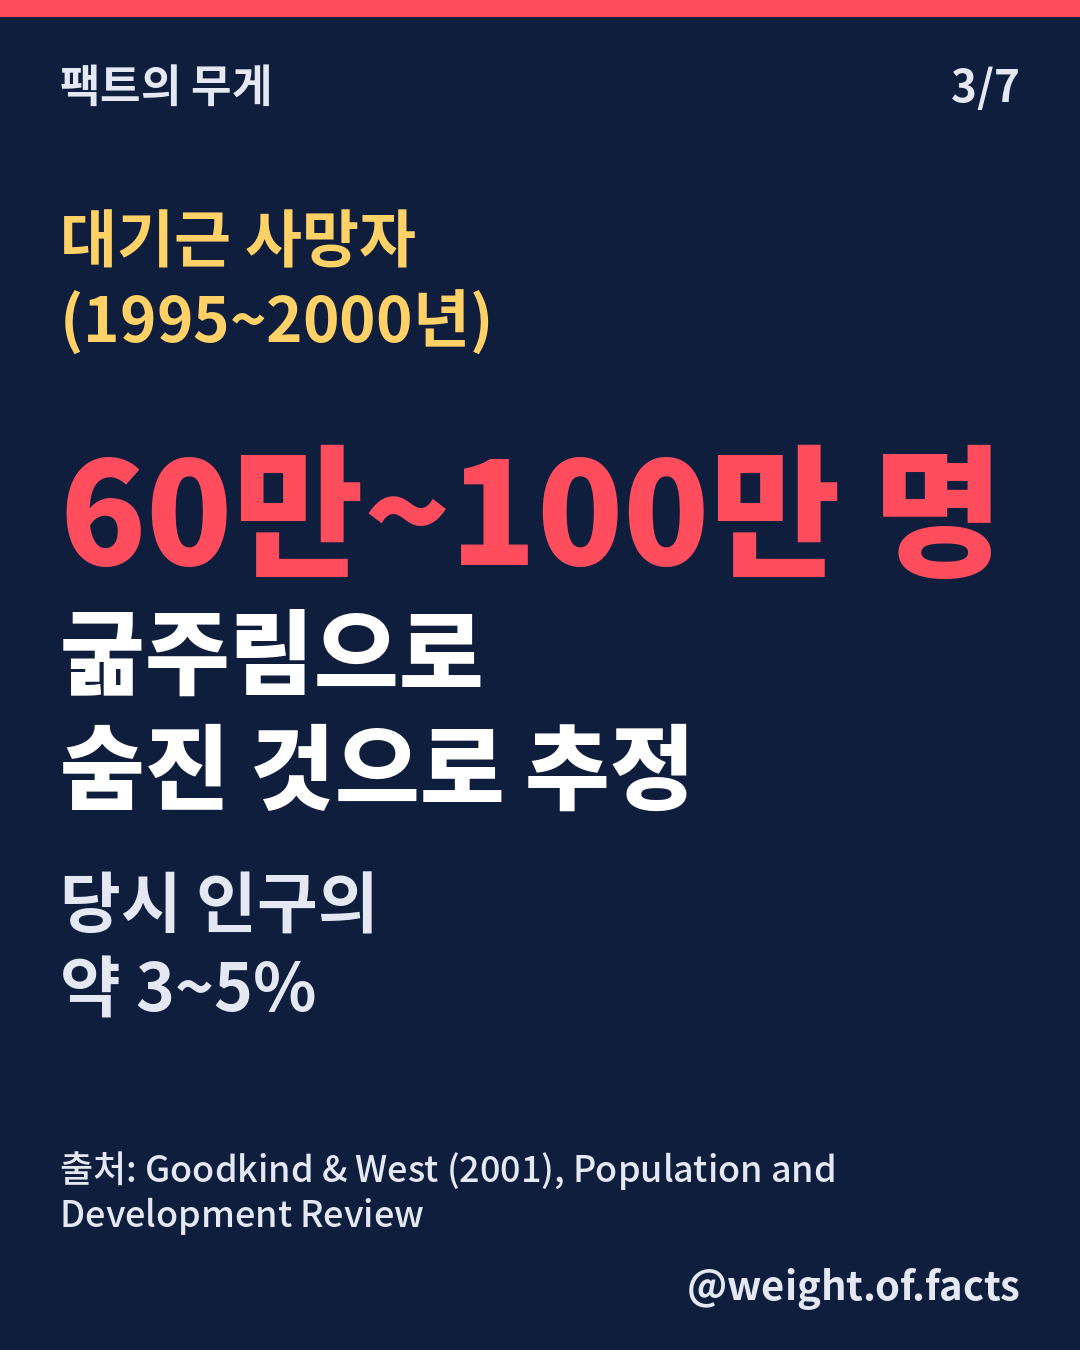 팩트의 무게
3/7
대기근 사망자
(1995~2000년)
60만~100만 명
굶주림으로
숨진 것으로 추정
당시 인구의
약 3~5%
출처: Goodkind & West (2001), Population and
Development Review
@weight.of.facts